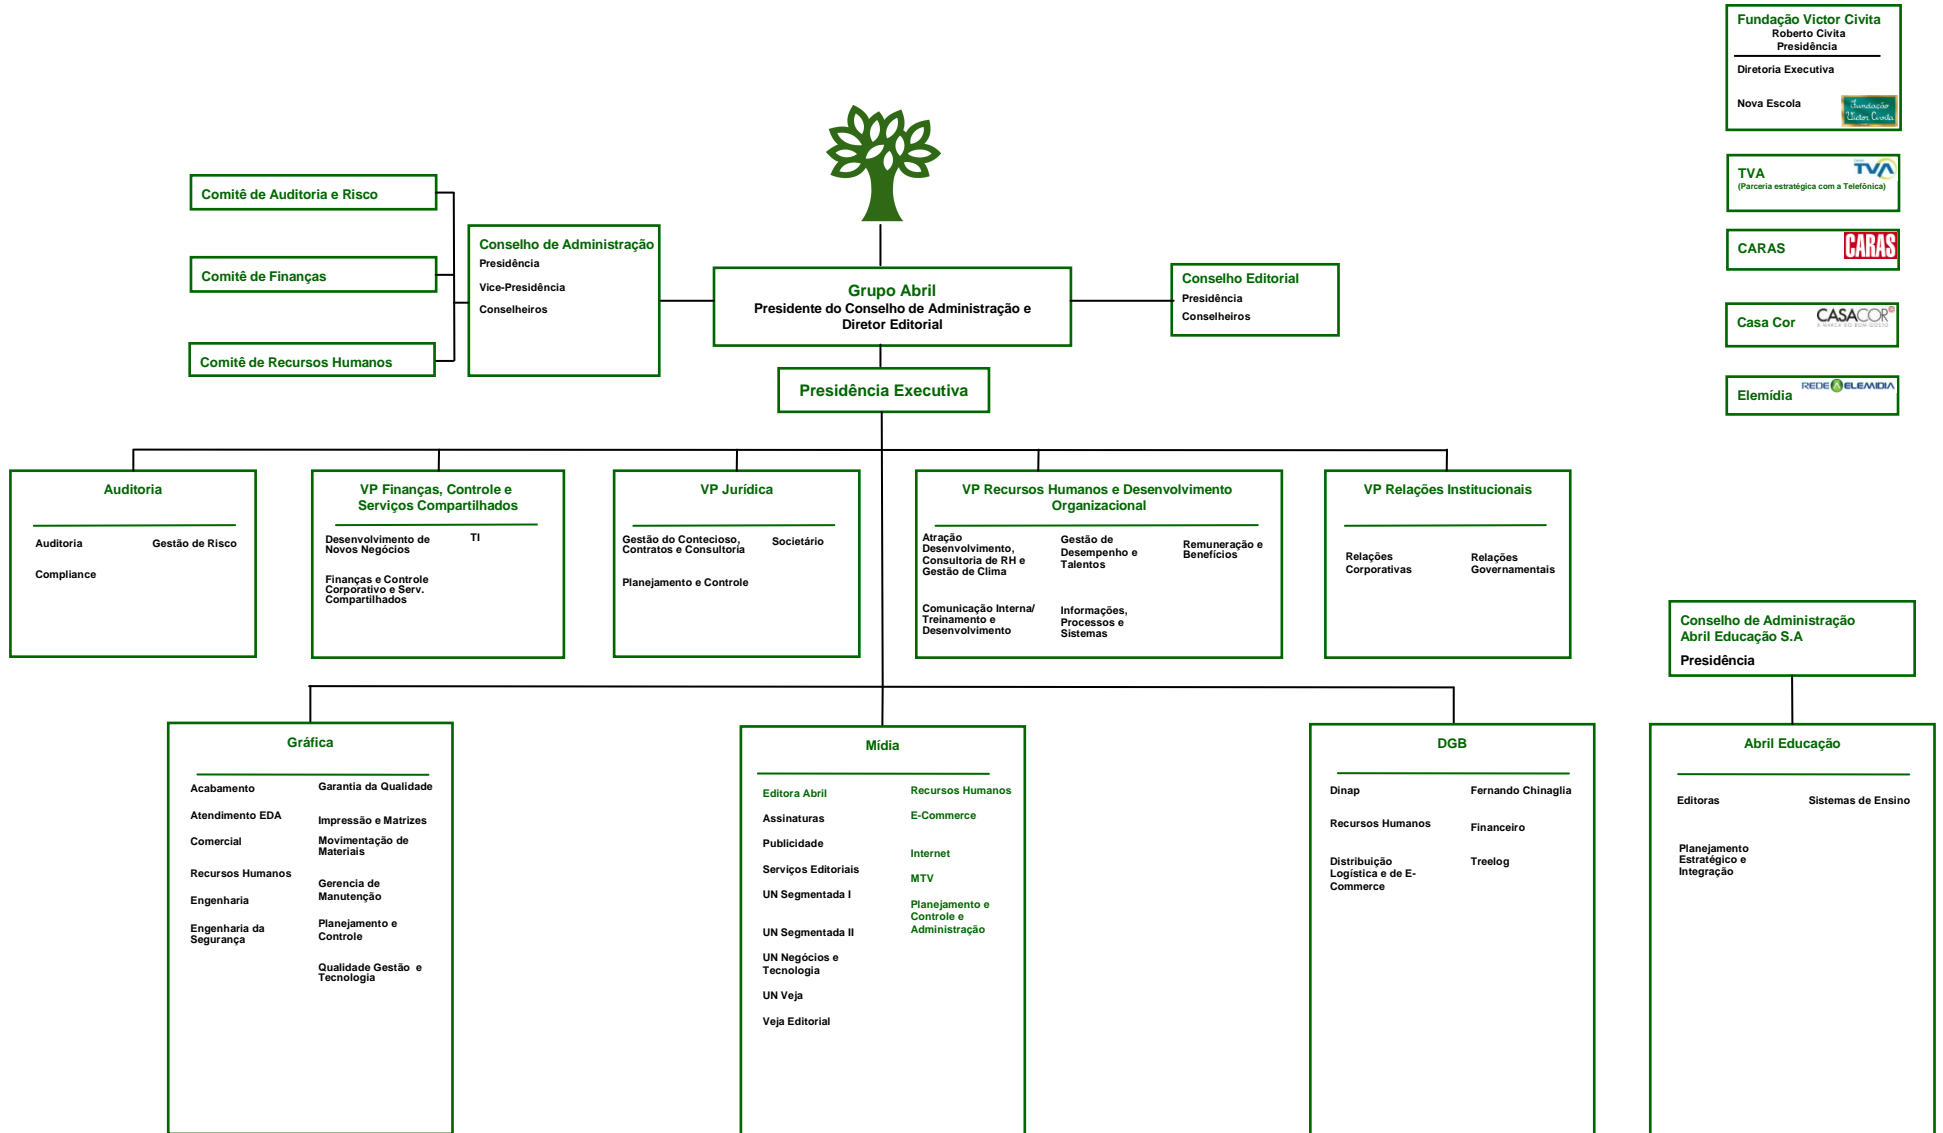 Fundação Victor Civita
Roberto Civita
Presidência
Diretoria Executiva
Nova Escola
Fundação
Victor Civita
TVA
TVA
(Parceria estratégica com a Telefônica)
CARAS
CARAS
Casa Cor
CASACOR
A MARCA DO BOM GOSTO
Elemídia
REDE ELEMIDIA
Comitê de Auditoria e Risco
Comitê de Finanças
Comitê de Recursos Humanos
Conselho de Administração
Presidência
Vice-Presidência
Conselheiros
Grupo Abril
Presidente do Conselho de Administração e
Diretor Editorial
Conselho Editorial
Presidência
Conselheiros
Presidência Executiva
Auditoria
Auditoria
Gestão de Risco
Compliance
VP Finanças, Controle e
Serviços Compartilhados
Desenvolvimento de
Novos Negócios
TI
Finanças e Controle
Corporativo e Serv.
Compartilhados
VP Jurídica
Gestão do Contecioso,
Contratos e Consultoria
Societário
Planejamento e Controle
VP Recursos Humanos e Desenvolvimento
Organizacional
Atração
Desenvolvimento,
Consultoria de RH e
Gestão de Clima
Gestão de
Desempenho e
Talentos
Remuneração e
Benefícios
Comunicação Interna/
Treinamento e
Desenvolvimento
Informações,
Processos e
Sistemas
VP Relações Institucionais
Relações
Corporativas
Relações
Governamentais
Conselho de Administração
Abril Educação S.A
Presidência
Gráfica
Acabamento
Atendimento EDA
Comercial
Recursos Humanos
Engenharia
Engenharia da
Segurança
Garantia da Qualidade
Impressão e Matrizes
Movimentação de
Materiais
Gerencia de
Manutenção
Planejamento e
Controle
Qualidade Gestão e
Tecnologia
Mídia
Editora Abril
Assinaturas
Publicidade
Serviços Editoriais
UN Segmentada I
UN Segmentada II
UN Negócios e
Tecnologia
UN Veja
Veja Editorial
Recursos Humanos
E-Commerce
Internet
MTV
Planejamento e
Controle e
Administração
DGB
Dinap
Recursos Humanos
Distribuição
Logística e de E-
Commerce
Fernando Chinaglia
Financeiro
Treelog
Abril Educação
Editoras
Sistemas de Ensino
Planejamento
Estratégico e
Integração